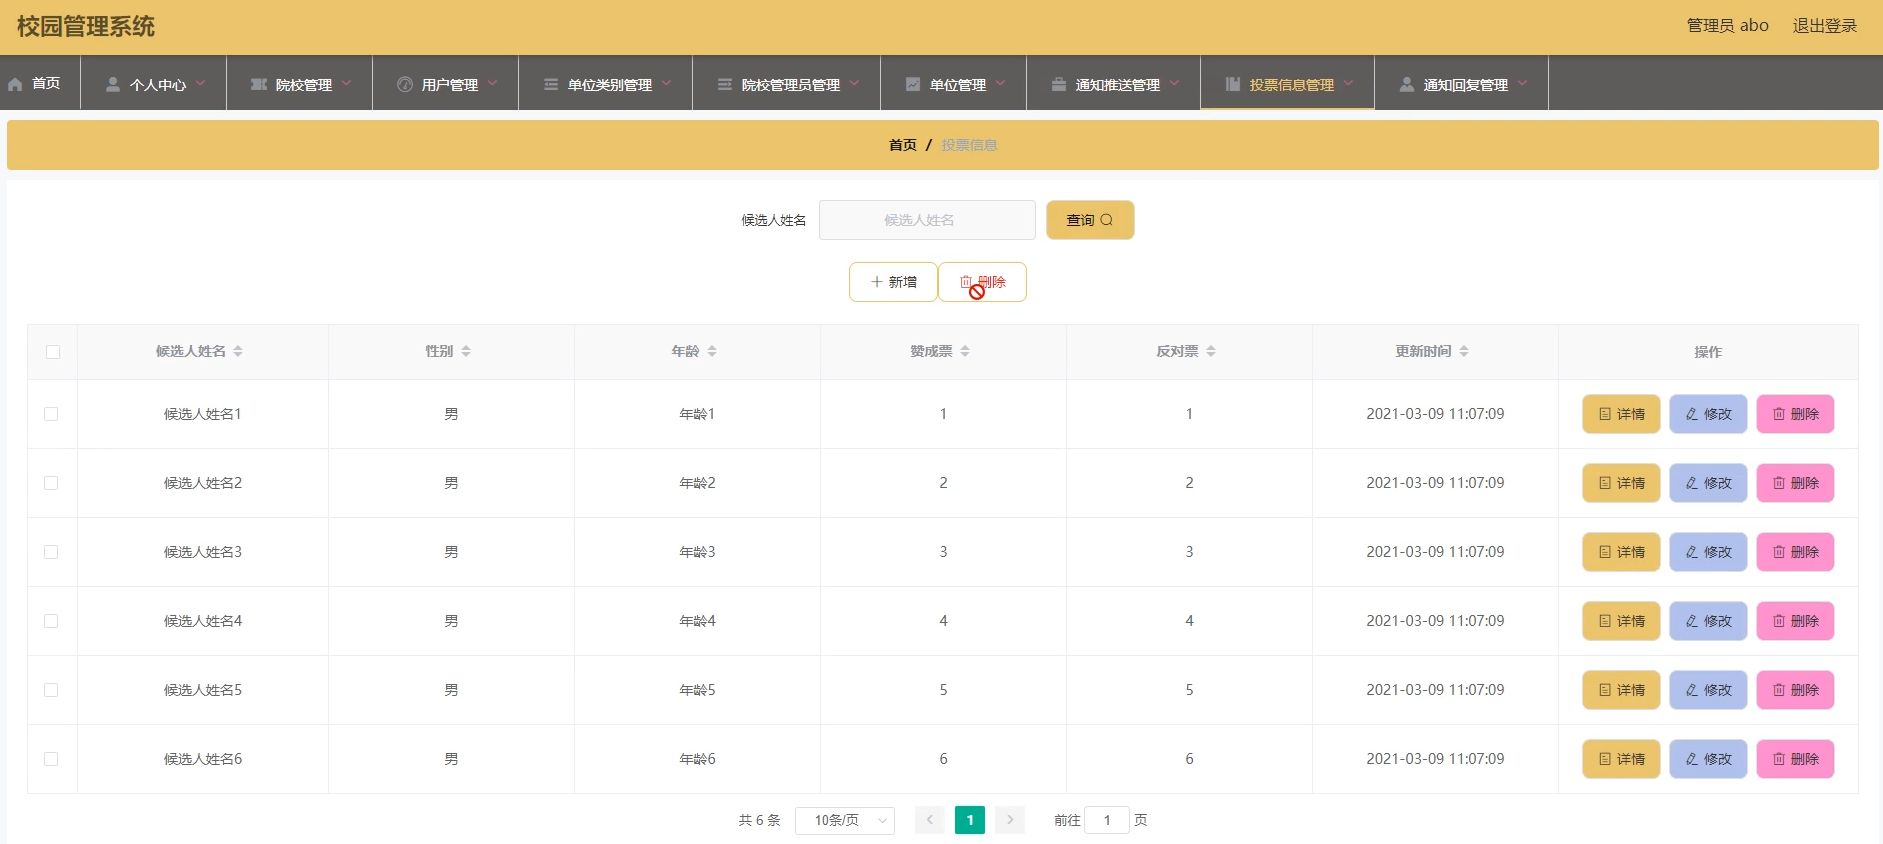 校园管理系统
管理员 abo 退出登录
首页 个人中心 院校管理 用户管理 单位类别管理 院校管理员管理 单位管理 通知推送管理 投票信息管理 通知回复管理
首页 / 投票信息
候选人姓名 候选人姓名 查询
新增 删除
候选人姓名 性别 年龄 赞成票 反对票 更新时间 操作
候选人姓名1 男 年龄1 1 1 2021-03-09 11:07:09 详情 修改 删除
候选人姓名2 男 年龄2 2 2 2021-03-09 11:07:09 详情 修改 删除
候选人姓名3 男 年龄3 3 3 2021-03-09 11:07:09 详情 修改 删除
候选人姓名4 男 年龄4 4 4 2021-03-09 11:07:09 详情 修改 删除
候选人姓名5 男 年龄5 5 5 2021-03-09 11:07:09 详情 修改 删除
候选人姓名6 男 年龄6 6 6 2021-03-09 11:07:09 详情 修改 删除
共 6 条 10条/页 1 前往 1 页